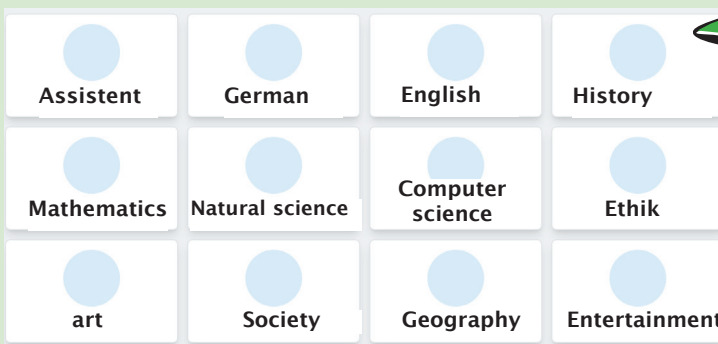 Assistent
German
English
History
Mathematics
Natural science
Computer
science
Ethik
art
Society
Geography
Entertainment